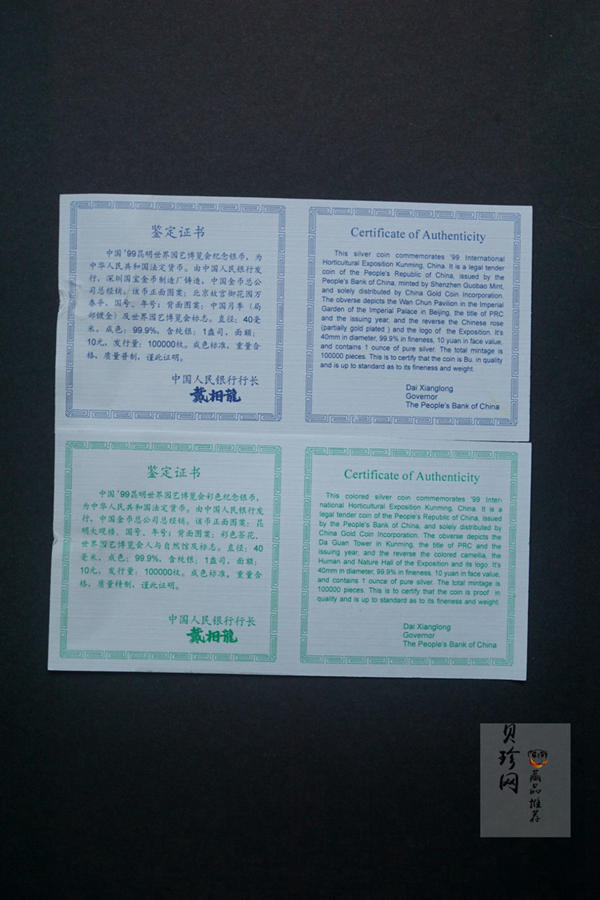 鉴定证书
中国'99昆明世界园艺博览会纪念银币，为
中华人民共和国法定货币。由中国人民银行发
行，深圳国宝金币制造厂铸造，中国金币总公
司总经销。该币正面图案：北京故宫御花园万
春亭、国号、年号；背面图案：中国月季（局
部镀金）及世界园艺博览会标志。直径：40毫
米，成色：99.9%，含纯银：1盎司，面额：
10元，发行量：100000枚。成色标准，重量合
格，质量普制，谨此证明。
中国人民银行行长
戴相龍
Certificate of Authenticity
This silver coin commemorates '99 International
Horticultural Exposition Kunming, China. It is a legal tender
coin of the People's Republic of China, issued by the
People's Bank of China, minted by Shenzhen Guobao Mint,
and solely distributed by China Gold Coin Incorporation.
The obverse depicts the Wan Chun Pavilion in the Imperial
Garden of the Imperial Palace in Beijing, the title of PRC
and the issuing year, and the reverse the Chinese rose
(partially gold plated ) and the logo of the Exposition. It's
40mm in diameter, 99.9% in fineness, 10 yuan in face value,
and contains 1 ounce of pure silver. The total mintage is
100000 pieces. This is to certify that the coin is Bu. in quality
and is up to standard as to its fineness and weight.
Dai Xianglong
Governor
The People's Bank of China
鉴定证书
中国'99昆明世界园艺博览会彩色纪念银币，
为中华人民共和国法定货币。由中国人民银行发
行，中国金币总公司总经销。该币正面图案：昆
明大观楼、国号、年号；背面图案：彩色茶花、
世界园艺博览会人与自然馆及标志。直径：40
毫米，成色：99.9%，含纯银：1盎司，面额：
10元，发行量：100000枚。成色标准，重量合
格，质量精制，谨此证明。
中国人民银行行长
戴相龍
Certificate of Authenticity
This colored silver coin commemorates '99 Inter-
national Horticultural Exposition Kunming, China. It is a
legal tender coin of the People's Republic of China, issued
by the People's Bank of China, and solely distributed by
China Gold Coin Incorporation. The obverse depicts the
Da Guan Tower in Kunming, the title of PRC and the
issuing year, and the reverse the colored camellia, the
Human and Nature Hall of the Exposition and its logo. It's
40mm in diameter, 99.9% in fineness, 10 yuan in face value,
and contains 1 ounce of pure silver. The total mintage is
100000 pieces. This is to certify that the coin is proof in
quality and is up to standard as to its fineness and weight.
Dai Xianglong
Governor
The People's Bank of China
贝珍网
藏品推荐